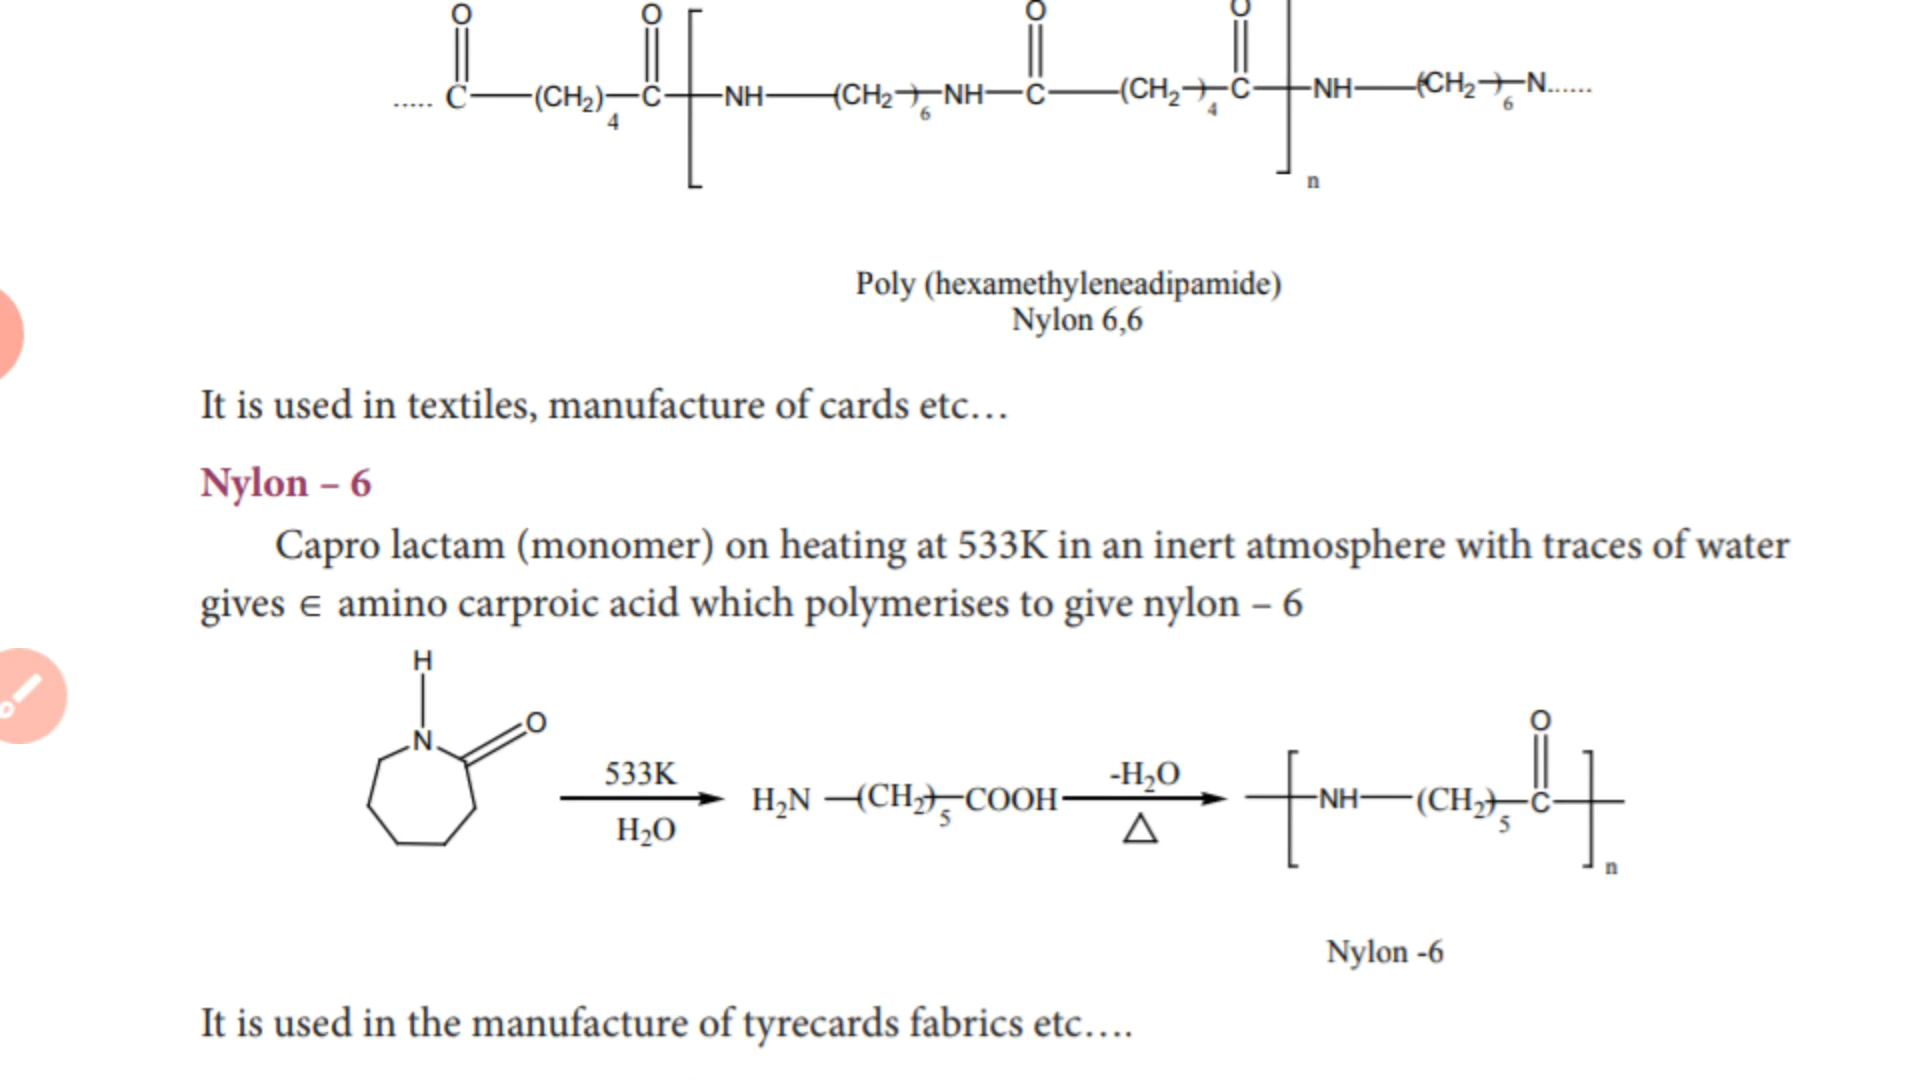 O O O O
..... C—(CH₂)₄—C—[—NH—(CH₂)₆—NH—C—(CH₂)₄—C—]ₙ—NH—(CH₂)₆—N......
Poly (hexamethyleneadipamide)
Nylon 6,6
It is used in textiles, manufacture of cards etc…
Nylon – 6
Capro lactam (monomer) on heating at 533K in an inert atmosphere with traces of water
gives ∈ amino carproic acid which polymerises to give nylon – 6
H
N O
533K
H₂O
H₂N—(CH₂)₅—COOH
-H₂O
△
O
[—NH—(CH₂)₅—C—]n
Nylon -6
It is used in the manufacture of tyrecards fabrics etc….